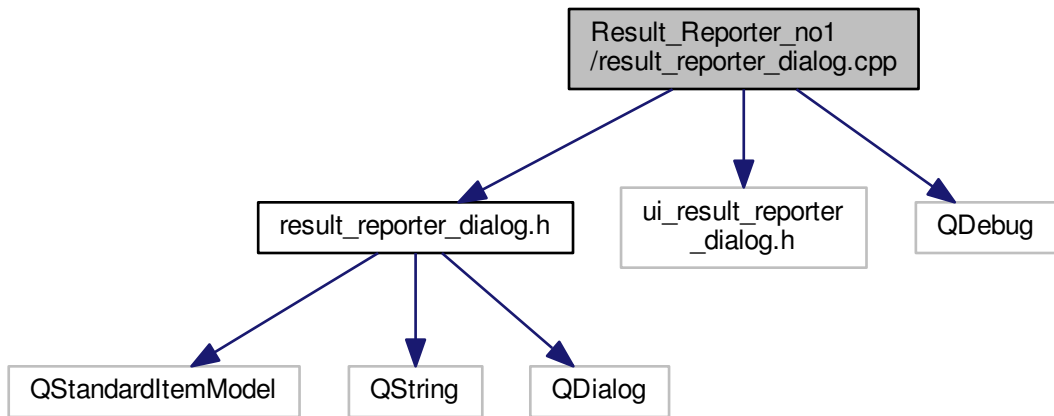 Result_Reporter_no1
/result_reporter_dialog.cpp
result_reporter_dialog.h
ui_result_reporter
_dialog.h
QDebug
QStandardItemModel
QString
QDialog